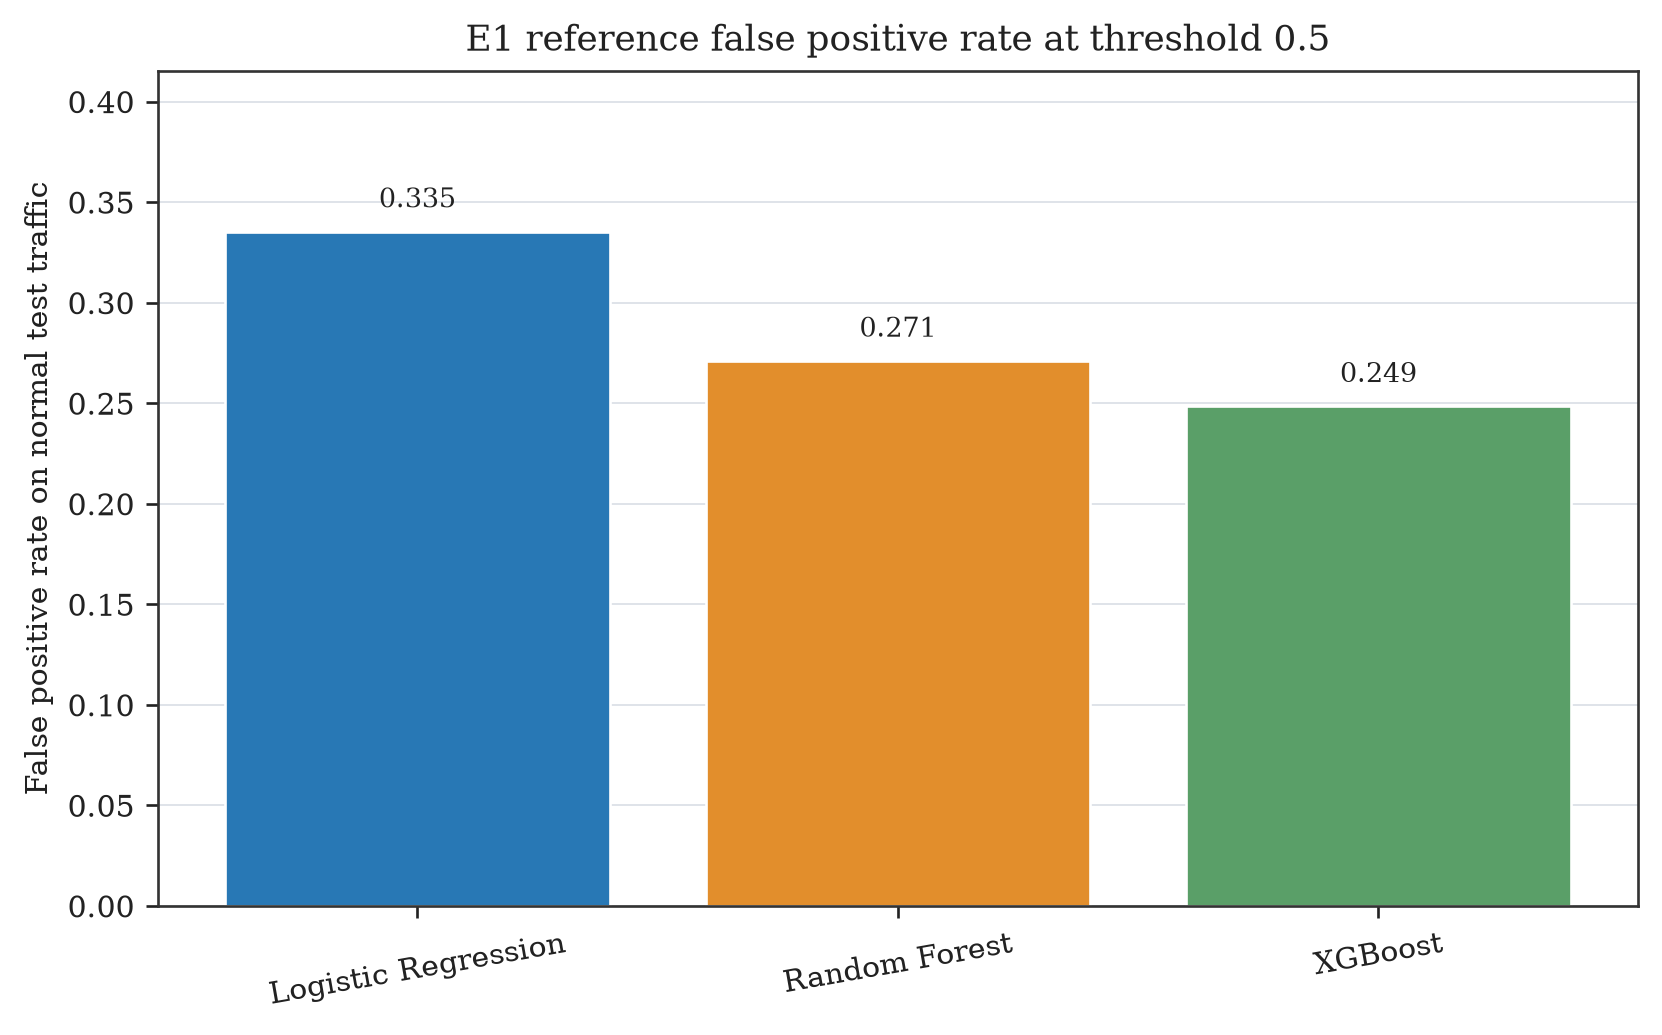 E1 reference false positive rate at threshold 0.5
False positive rate on normal test traffic
0.40
0.35
0.30
0.25
0.20
0.15
0.10
0.05
0.00
0.335
0.271
0.249
Logistic Regression
Random Forest
XGBoost